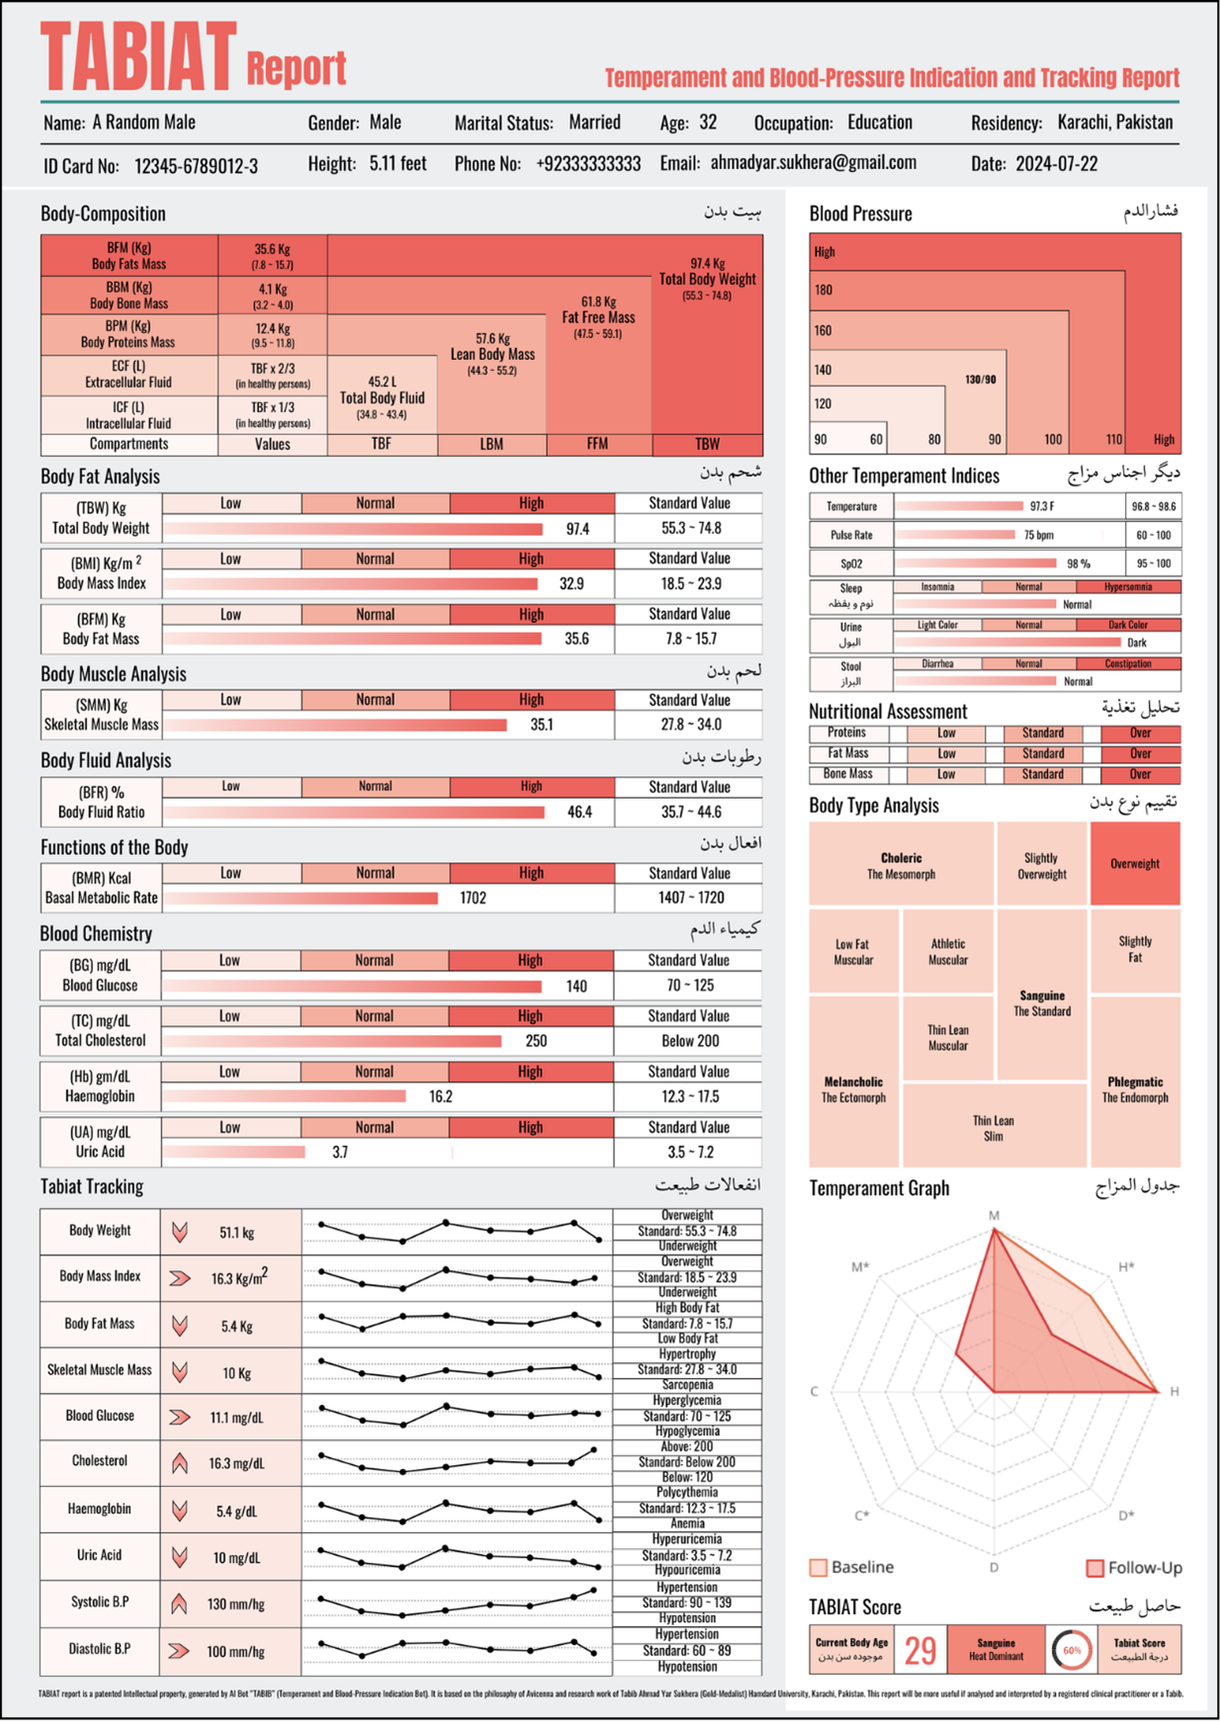 TABIAT Report
Temperament and Blood-Pressure Indication and Tracking Report
Name: A Random Male Gender: Male Marital Status: Married Age: 32 Occupation: Education Residency: Karachi, Pakistan
ID Card No: 12345-6789012-3 Height: 5.11 feet Phone No: +92333333333 Email: ahmadyar.sukhera@gmail.com Date: 2024-07-22
Body-Composition هیت بدن
BFM (Kg) 35.6 Kg
Body Fats Mass (7.8 ~ 15.7)
BBM (Kg) 4.1 Kg
Body Bone Mass (3.2 ~ 4.0)
BPM (Kg) 12.4 Kg
Body Proteins Mass (9.5 ~ 11.8)
ECF (L) TBF x 2/3
Extracellular Fluid (in healthy persons)
ICF (L) TBF x 1/3
Intracellular Fluid (in healthy persons)
45.2 L
Total Body Fluid
(34.8 ~ 43.4)
57.6 Kg
Lean Body Mass
(44.3 ~ 55.2)
61.8 Kg
Fat Free Mass
(47.5 ~ 59.1)
97.4 Kg
Total Body Weight
(55.3 ~ 74.8)
Compartments Values TBF LBM FFM TBW
Body Fat Analysis شحم بدن
(TBW) Kg Low Normal High Standard Value
Total Body Weight 97.4 55.3 ~ 74.8
(BMI) Kg/m 2 Low Normal High Standard Value
Body Mass Index 32.9 18.5 ~ 23.9
(BFM) Kg Low Normal High Standard Value
Body Fat Mass 35.6 7.8 ~ 15.7
Body Muscle Analysis لحم بدن
(SMM) Kg Low Normal High Standard Value
Skeletal Muscle Mass 35.1 27.8 ~ 34.0
Body Fluid Analysis رطوبات بدن
(BFR) % Low Normal High Standard Value
Body Fluid Ratio 46.4 35.7 ~ 44.6
Functions of the Body افعال بدن
(BMR) Kcal Low Normal High Standard Value
Basal Metabolic Rate 1702 1407 ~ 1720
Blood Chemistry کیمیاء الدم
(BG) mg/dL Low Normal High Standard Value
Blood Glucose 140 70 ~ 125
(TC) mg/dL Low Normal High Standard Value
Total Cholesterol 250 Below 200
(Hb) gm/dL Low Normal High Standard Value
Haemoglobin 16.2 12.3 ~ 17.5
(UA) mg/dL Low Normal High Standard Value
Uric Acid 3.7 3.5 ~ 7.2
Tabiat Tracking انفعالات طبیعت
Overweight
Body Weight 51.1 kg Standard: 55.3 ~ 74.8
Underweight
Overweight
Body Mass Index 16.3 Kg/m2 Standard: 18.5 ~ 23.9
Underweight
High Body Fat
Body Fat Mass 5.4 Kg Standard: 7.8 ~ 15.7
Low Body Fat
Hypertrophy
Skeletal Muscle Mass 10 Kg Standard: 27.8 ~ 34.0
Sarcopenia
Hyperglycemia
Blood Glucose 11.1 mg/dL Standard: 70 ~ 125
Hypoglycemia
Above: 200
Cholesterol 16.3 mg/dL Standard: Below 200
Below: 120
Polycythemia
Haemoglobin 5.4 g/dL Standard: 12.3 ~ 17.5
Anemia
Hyperuricemia
Uric Acid 10 mg/dL Standard: 3.5 ~ 7.2
Hypouricemia
Hypertension
Systolic B.P 130 mm/hg Standard: 90 ~ 139
Hypotension
Hypertension
Diastolic B.P 100 mm/hg Standard: 60 ~ 89
Hypotension
Blood Pressure فشارالدم
High
180
160
140 130/90
120
90 60 80 90 100 110 High
Other Temperament Indices دیگر اجناس مزاج
Temperature 97.3 F 96.8 ~ 98.6
Pulse Rate 75 bpm 60 ~ 100
SpO2 98 % 95 ~ 100
Sleep Insomnia Normal Hypersomnia
نوم و یقظہ Normal
Urine Light Color Normal Dark Color
البول Dark
Stool Diarrhea Normal Constipation
البراز Normal
Nutritional Assessment تحلیل تغذیة
Proteins Low Standard Over
Fat Mass Low Standard Over
Bone Mass Low Standard Over
Body Type Analysis تقییم نوع بدن
Choleric
The Mesomorph
Slightly
Overweight
Overweight
Low Fat
Muscular
Athletic
Muscular
Slightly
Fat
Sanguine
The Standard
Thin Lean
Muscular
Melancholic
The Ectomorph
Phlegmatic
The Endomorph
Thin Lean
Slim
Temperament Graph جدول المزاج
M
M* H*
C H
C* D*
D
Baseline Follow-Up
TABIAT Score حاصل طبیعت
Current Body Age 29 Sanguine 60% Tabiat Score
موجودہ سن بدن Heat Dominant درجة الطبیعت
TABIAT report is a patented Intellectual property, generated by AI Bot "TABIB" (Temperament and Blood-Pressure Indication Bot). It is based on the philosophy of Avicenna and research work of Tabib Ahmad Yar Sukhera (Gold-Medalist) Hamdard University, Karachi, Pakistan. This report will be more useful if analysed and interpreted by a registered clinical practitioner or a Tabib.